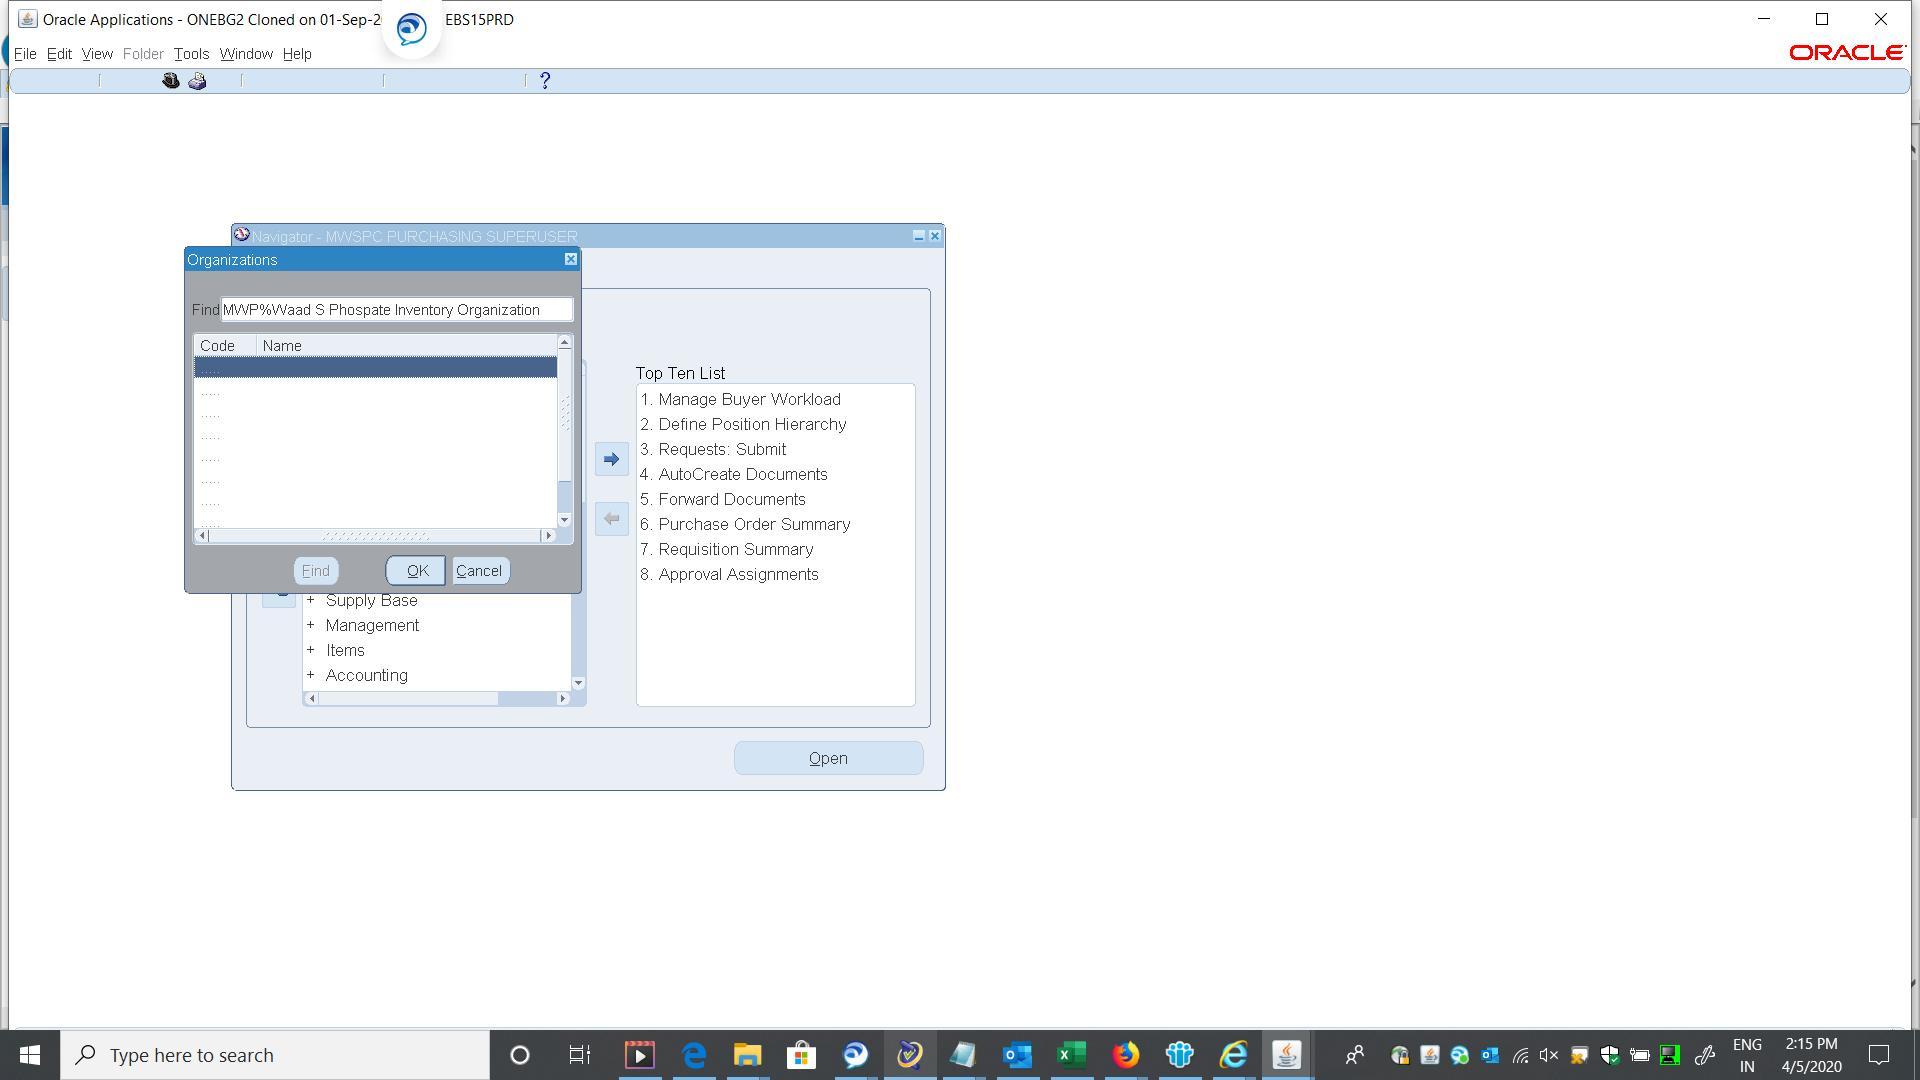 Oracle Applications - ONEBG2 Cloned on 01-Sep-2
EBS15PRD
File Edit View Folder Tools Window Help
ORACLE
Navigator - MWSPC PURCHASING SUPERUSER
Organizations
Find MWP%Waad S Phospate Inventory Organization
Code Name
.....
.....
.....
.....
.....
.....
.....
.....
Find OK Cancel
+ Supply Base
+ Management
+ Items
+ Accounting
Top Ten List
1. Manage Buyer Workload
2. Define Position Hierarchy
3. Requests: Submit
4. AutoCreate Documents
5. Forward Documents
6. Purchase Order Summary
7. Requisition Summary
8. Approval Assignments
Open
Type here to search
ENG
IN
2:15 PM
4/5/2020